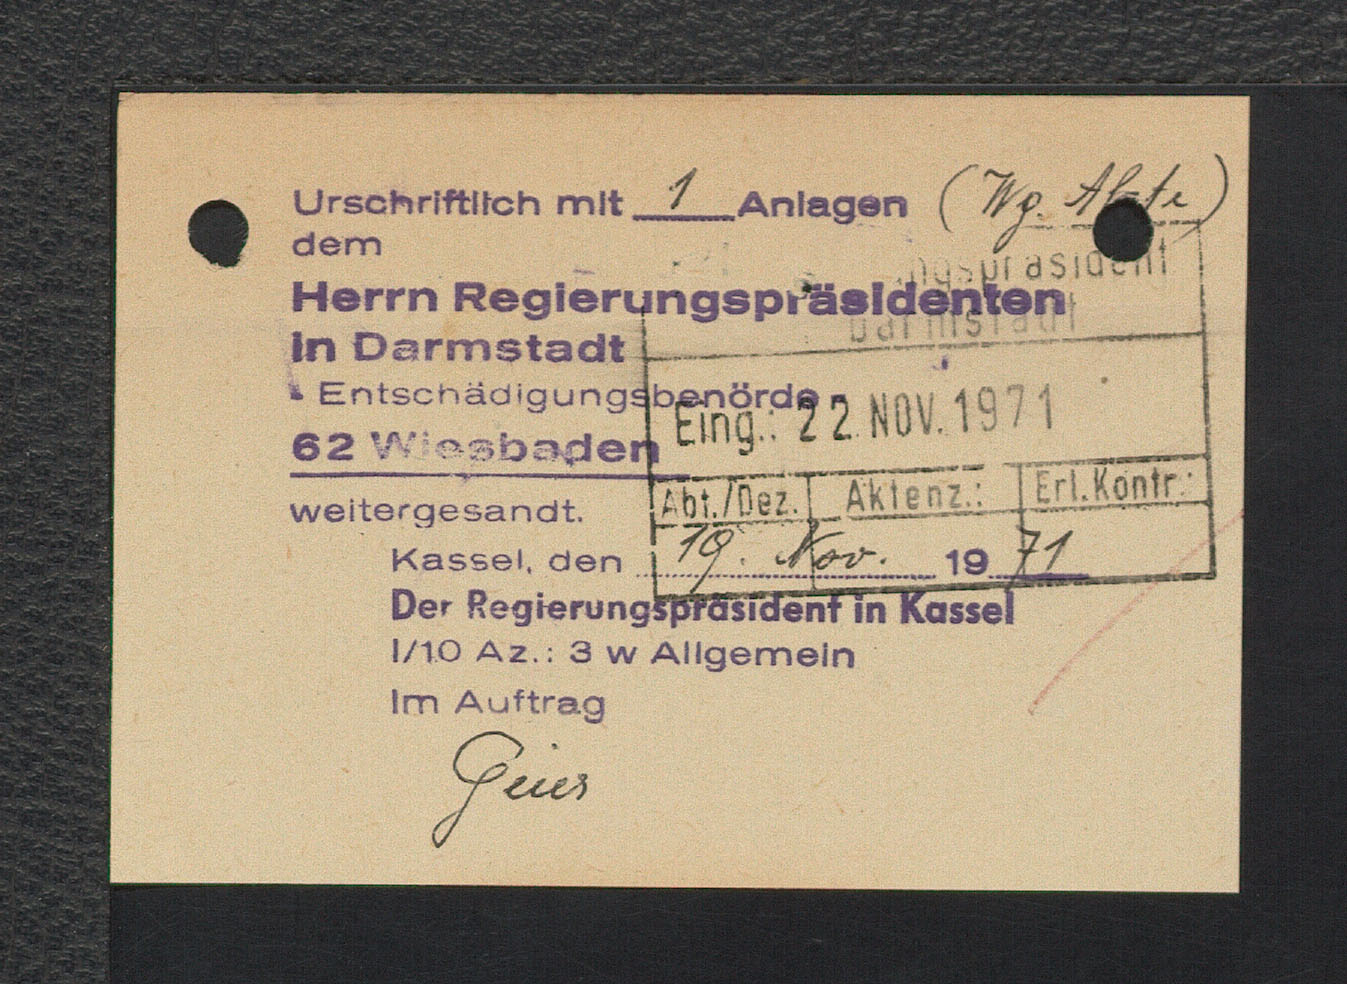 Urschriftlich mit 1 Anlagen (Wg. Akte)
dem
Herrn Regierungspräsidenten
in Darmstadt
- Entschädigungsbehörde -
62 Wiesbaden
weitergesandt.
Kassel, den 19. Nov. 1971
Der Regierungspräsident in Kassel
I/10 Az.: 3 w Allgemein
Im Auftrag
Geier
ngspräsident
Darmstadt
Eing.: 22. NOV. 1971
Abt./Dez. Aktenz.: Erl.Kontr.: